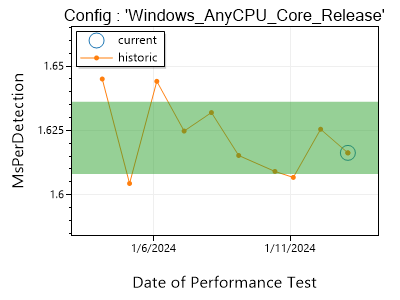 Config : 'Windows_AnyCPU_Core_Release'
current
historic
1.65
1.625
1.6
MsPerDetection
1/6/2024
1/11/2024
Date of Performance Test